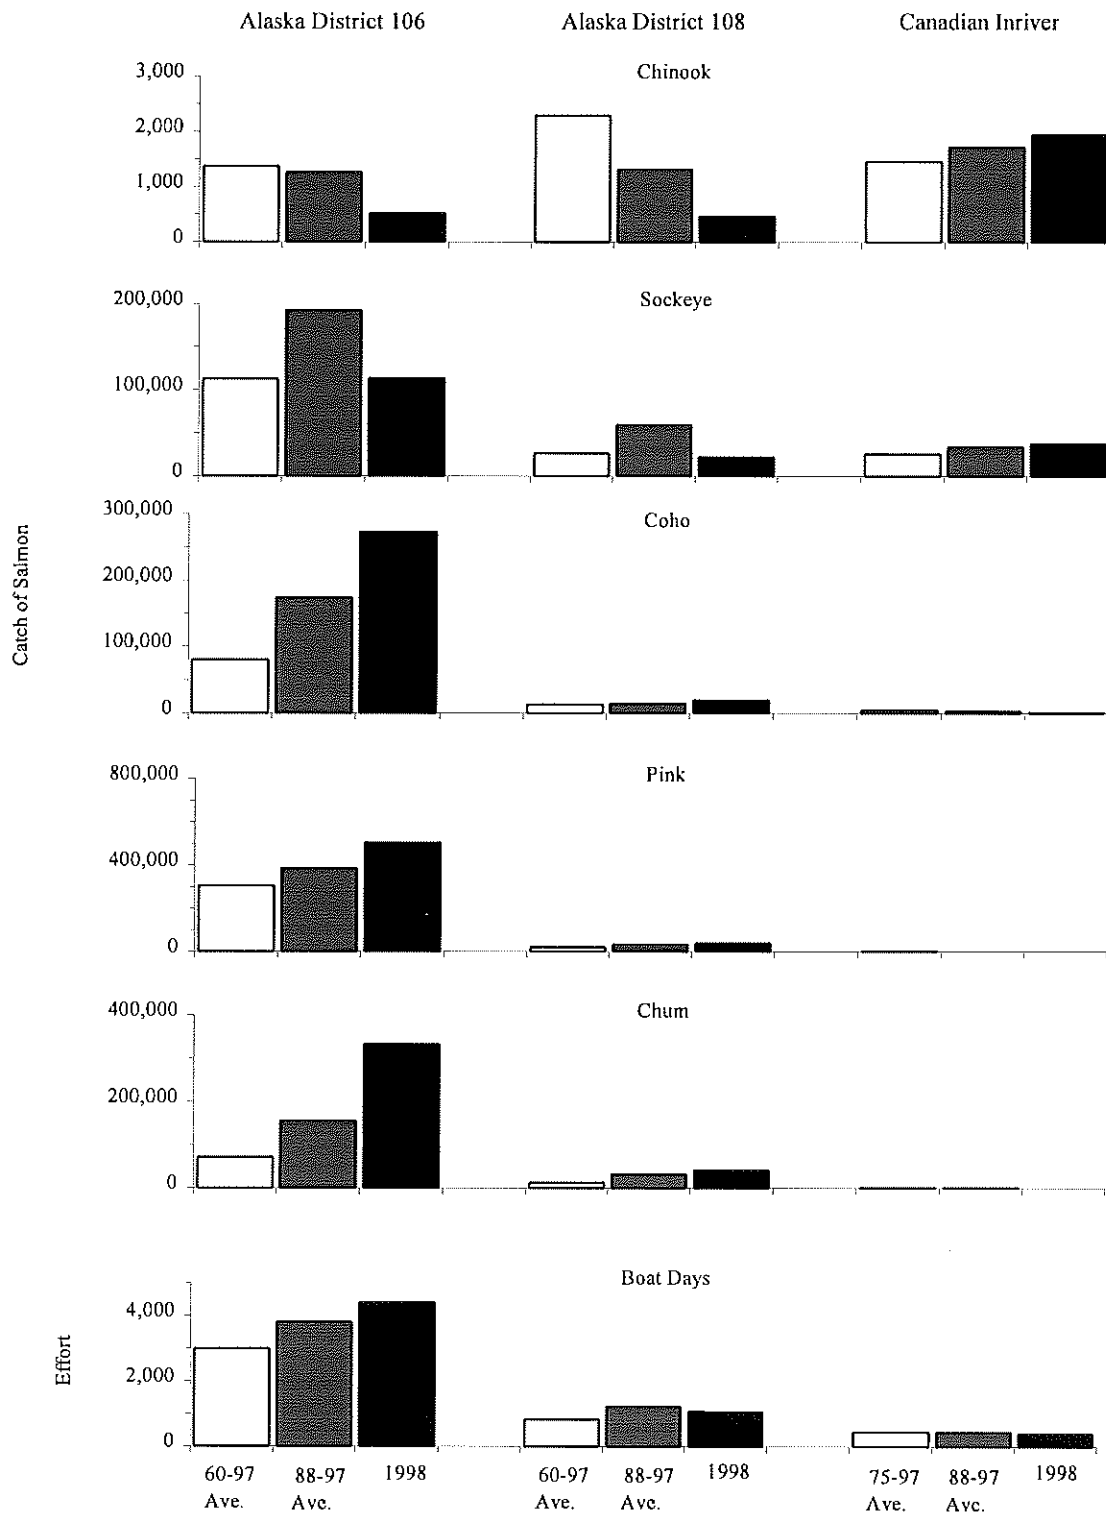 Alaska District 106 Alaska District 108 Canadian Inriver
Chinook
3,000
2,000
1,000
0
Sockeye
200,000
100,000
0
Catch of Salmon
Coho
300,000
200,000
100,000
0
Pink
800,000
400,000
0
Chum
400,000
200,000
0
Boat Days
Effort
4,000
2,000
0
60-97 88-97 1998 60-97 88-97 1998 75-97 88-97 1998
Ave. Ave. Ave. Ave. Ave. Ave.